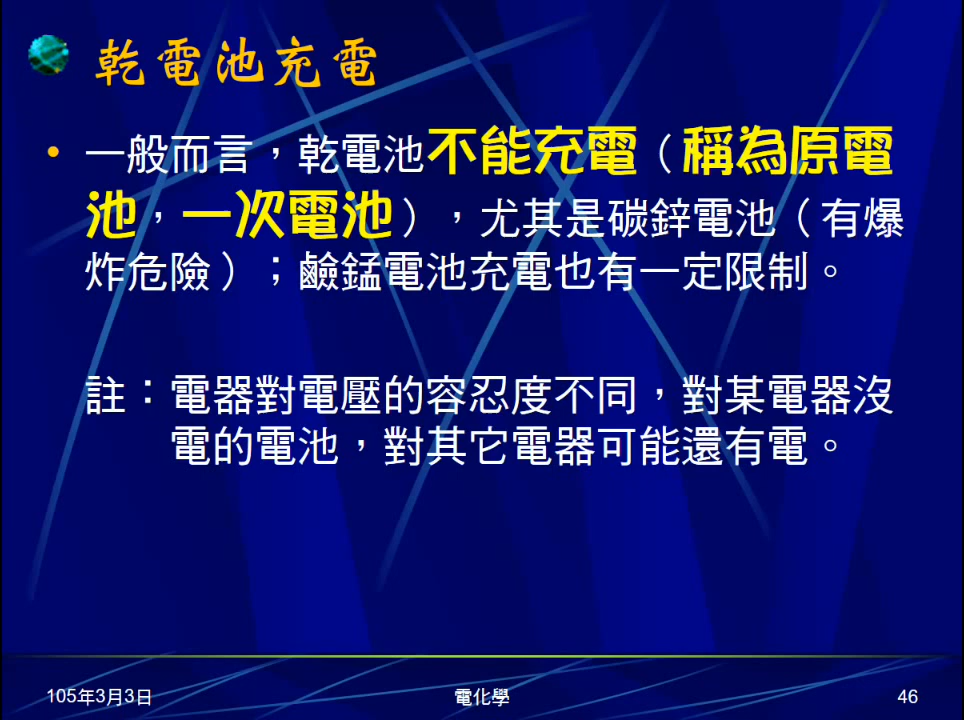 乾電池充電
• 一般而言，乾電池不能充電（稱為原電
池，一次電池），尤其是碳鋅電池（有爆
炸危險）；鹼錳電池充電也有一定限制。
註：電器對電壓的容忍度不同，對某電器沒
電的電池，對其它電器可能還有電。
105年3月3日
電化學
46